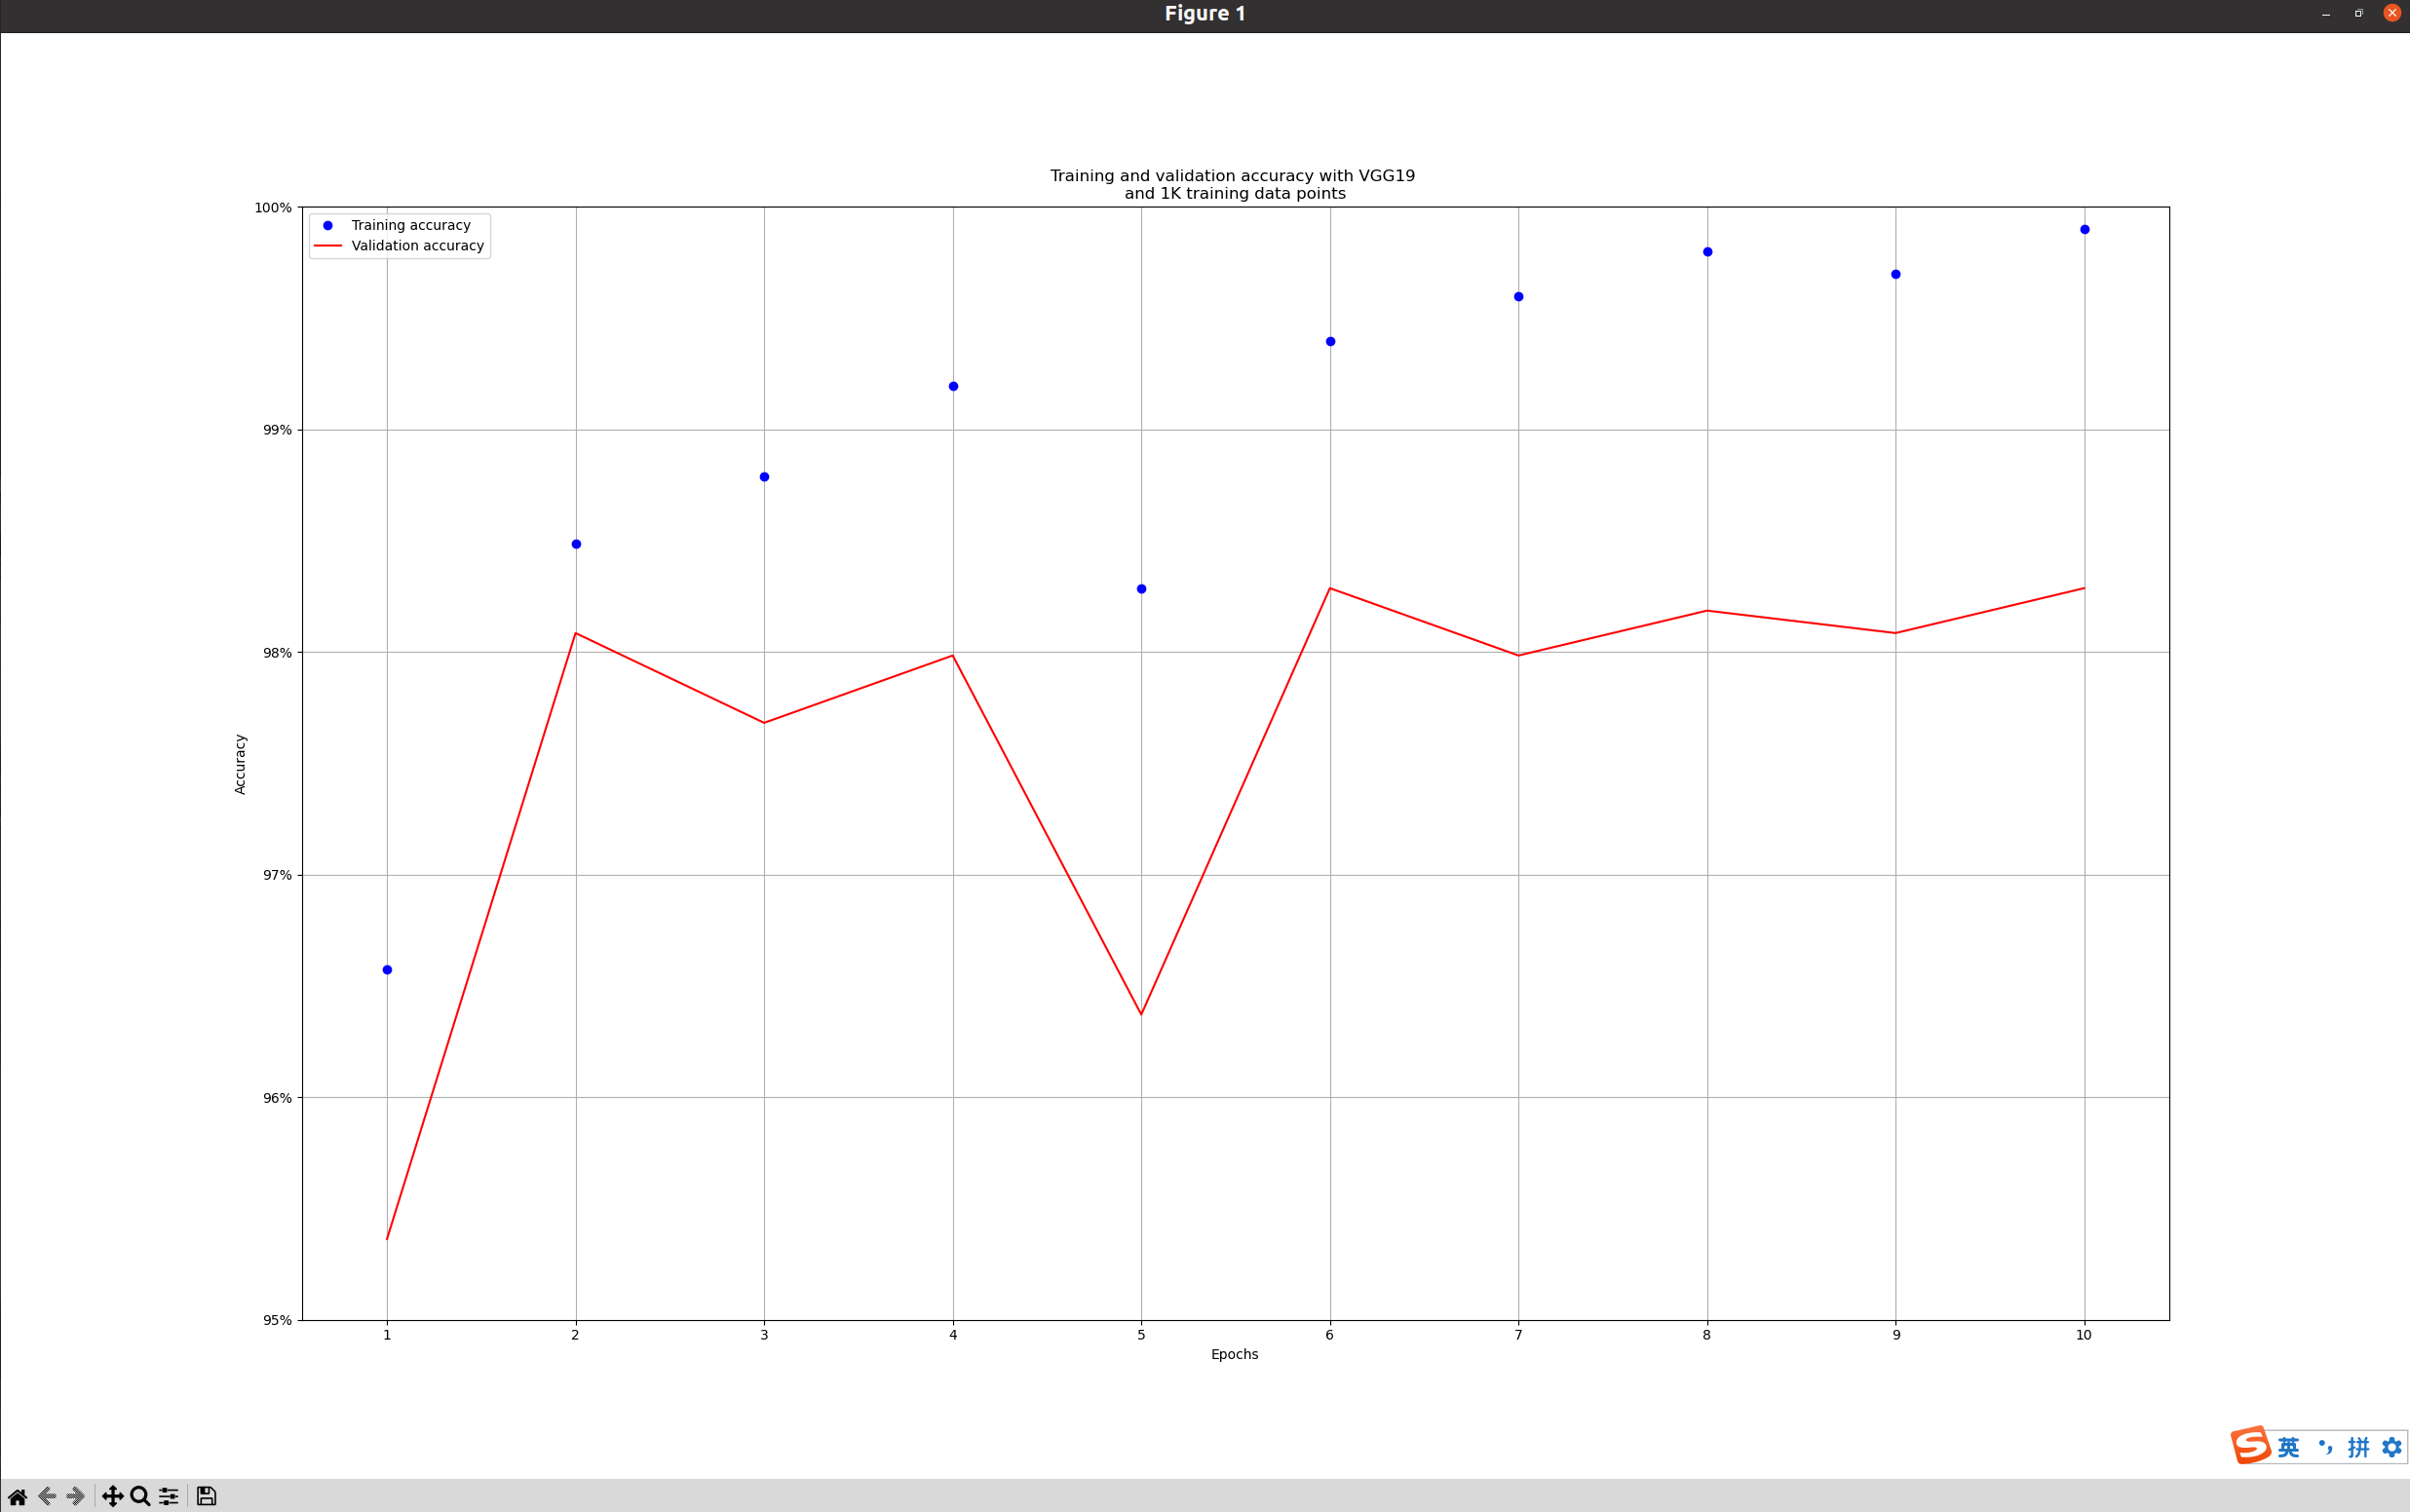 Figure 1
Training and validation accuracy with VGG19
and 1K training data points
100%
Training accuracy
Validation accuracy
99%
98%
97%
96%
95%
Accuracy
1 2 3 4 5 6 7 8 9 10
Epochs
S 英 •, 拼